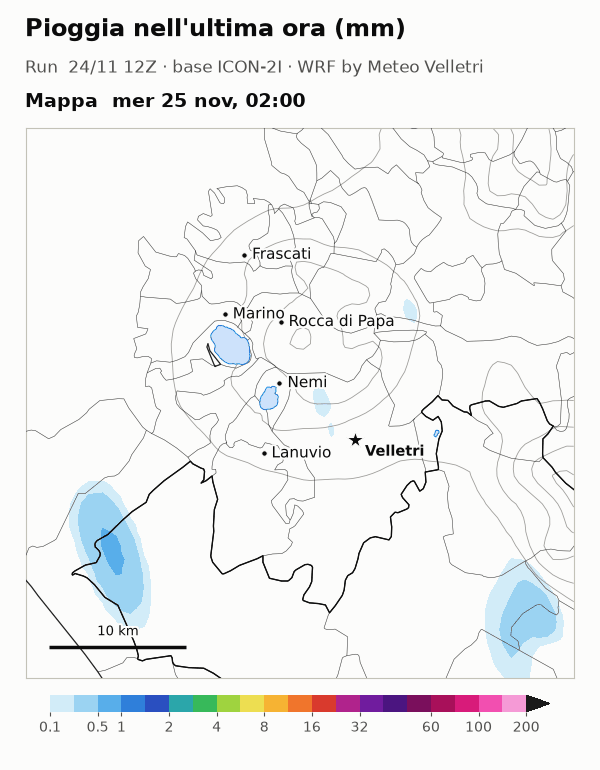 Pioggia nell'ultima ora (mm)
Run 24/11 12Z · base ICON-2I · WRF by Meteo Velletri
Mappa mer 25 nov, 02:00
Frascati
Marino
Rocca di Papa
Nemi
Velletri
Lanuvio
10 km
0.1 0.5 1 2 4 8 16 32 60 100 200